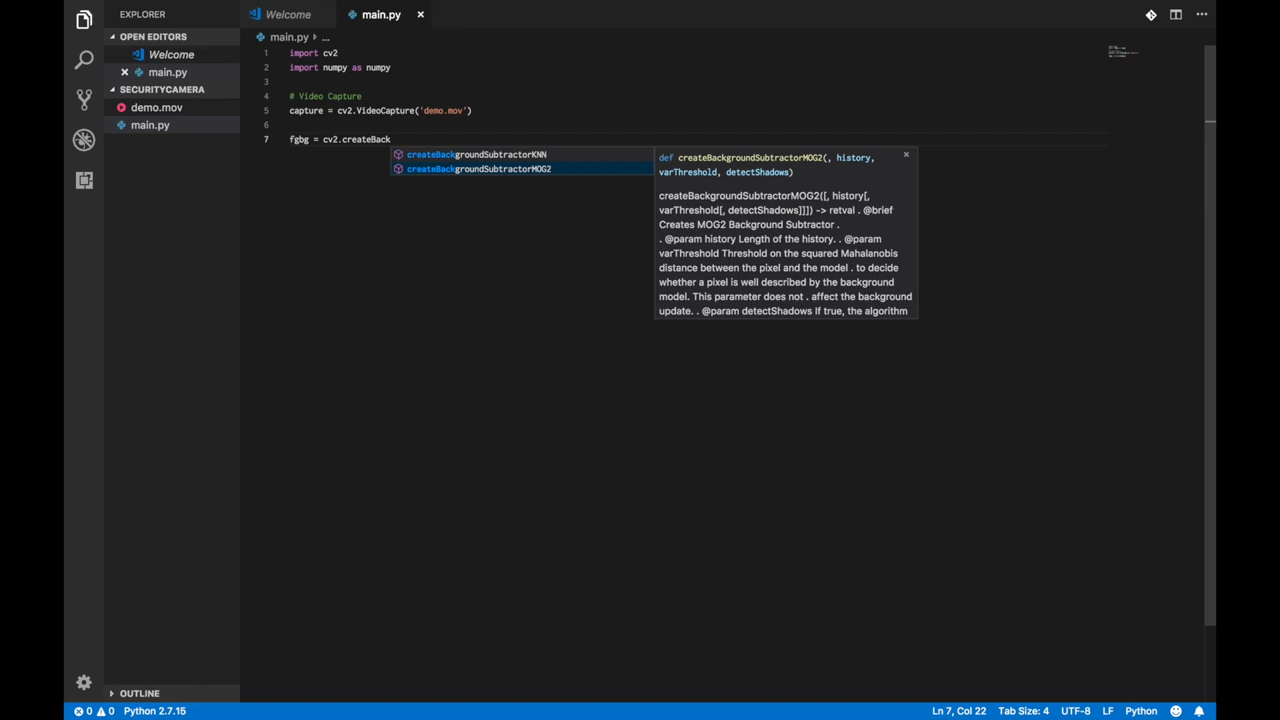 EXPLORER
OPEN EDITORS
Welcome
main.py
SECURITYCAMERA
demo.mov
main.py
OUTLINE
Welcome
main.py
main.py ...
1 import cv2
2 import numpy as numpy
3
4 # Video Capture
5 capture = cv2.VideoCapture('demo.mov')
6
7 fgbg = cv2.createBack
createBackgroundSubtractorKNN
createBackgroundSubtractorMOG2
def createBackgroundSubtractorMOG2(, history,
varThreshold, detectShadows)
createBackgroundSubtractorMOG2([, history[,
varThreshold[, detectShadows]]]) -> retval . @brief
Creates MOG2 Background Subtractor .
. @param history Length of the history. . @param
varThreshold Threshold on the squared Mahalanobis
distance between the pixel and the model . to decide
whether a pixel is well described by the background
model. This parameter does not . affect the background
update. . @param detectShadows If true, the algorithm
0 0 Python 2.7.15 Ln 7, Col 22 Tab Size: 4 UTF-8 LF Python